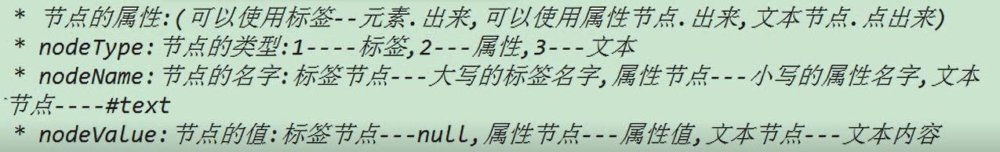 * 节点的属性:(可以使用标签--元素.出来,可以使用属性节点.出来,文本节点.点出来)
* nodeType:节点的类型:1----标签,2---属性,3---文本
* nodeName:节点的名字:标签节点---大写的标签名字,属性节点---小写的属性名字,文本
节点----#text
* nodeValue:节点的值:标签节点---null,属性节点---属性值,文本节点---文本内容